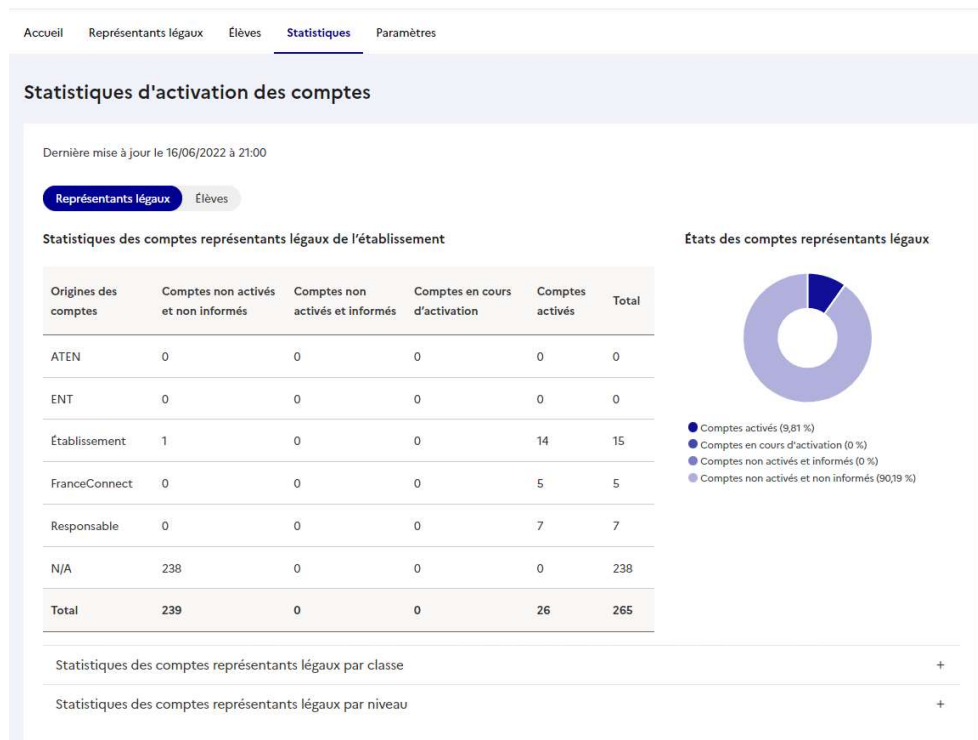 Accueil Représentants légaux Élèves Statistiques Paramètres
Statistiques d'activation des comptes
Dernière mise à jour le 16/06/2022 à 21:00
Représentants légaux Élèves
Statistiques des comptes représentants légaux de l'établissement
Origines des comptes Comptes non activés et non informés Comptes non activés et informés Comptes en cours d'activation Comptes activés Total
ATEN 0 0 0 0 0
ENT 0 0 0 0 0
Établissement 1 0 0 14 15
FranceConnect 0 0 0 5 5
Responsable 0 0 0 7 7
N/A 238 0 0 0 238
Total 239 0 0 26 265
États des comptes représentants légaux
Comptes activés (9,81 %)
Comptes en cours d'activation (0 %)
Comptes non activés et informés (0 %)
Comptes non activés et non informés (90,19 %)
Statistiques des comptes représentants légaux par classe +
Statistiques des comptes représentants légaux par niveau +